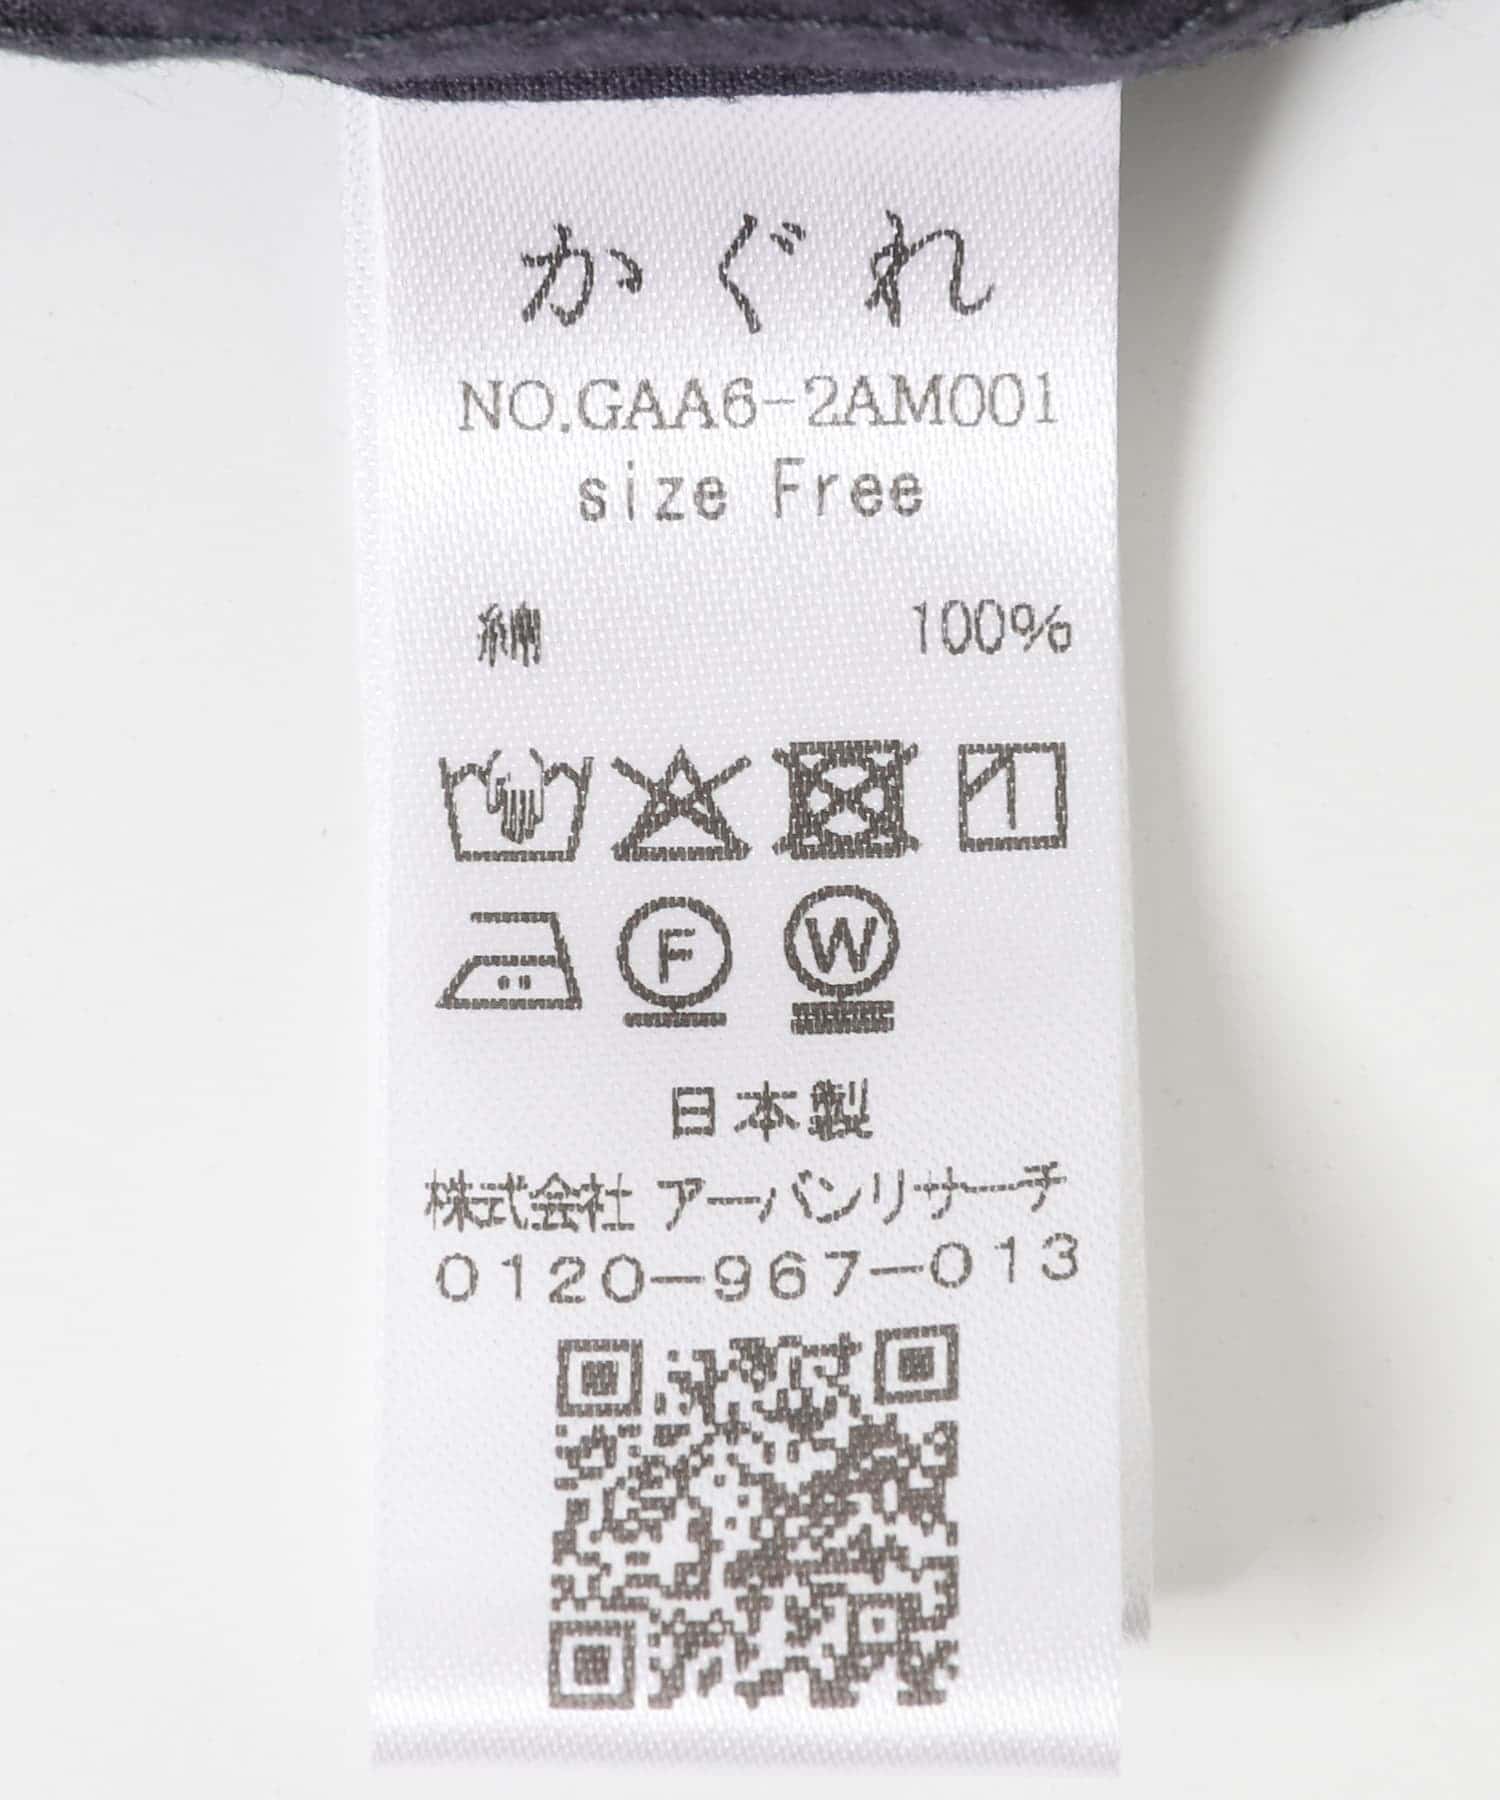 かぐれ
NO.GAA6-2AM001
size Free
綿 100%
F W
日本製
株式会社 アーバンリサーチ
0120-967-013